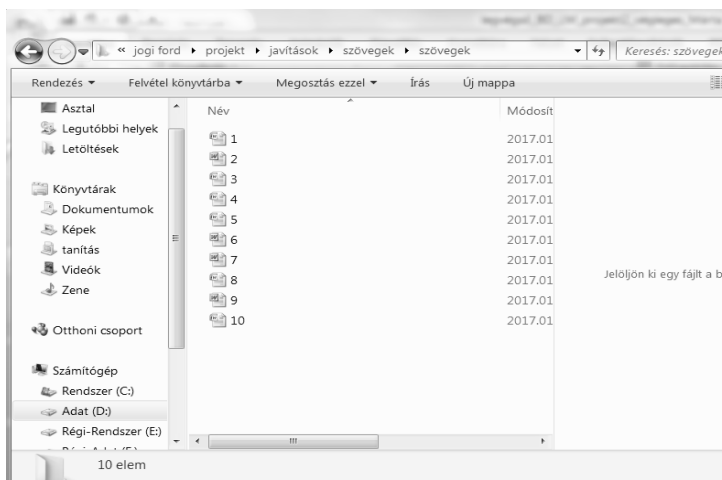 « jogi ford ▸ projekt ▸ javítások ▸ szövegek ▸ szövegek
Keresés: szövegek
Rendezés Felvétel könyvtárba Megosztás ezzel Írás Új mappa
Asztal
Legutóbbi helyek
Letöltések
Könyvtárak
Dokumentumok
Képek
tanítás
Videók
Zene
Otthoni csoport
Számítógép
Rendszer (C:)
Adat (D:)
Régi-Rendszer (E:)
Név Módosít
1 2017.01
2 2017.01
3 2017.01
4 2017.01
5 2017.01
6 2017.01
7 2017.01
8 2017.01
9 2017.01
10 2017.01
Jelöljön ki egy fájlt a b
10 elem